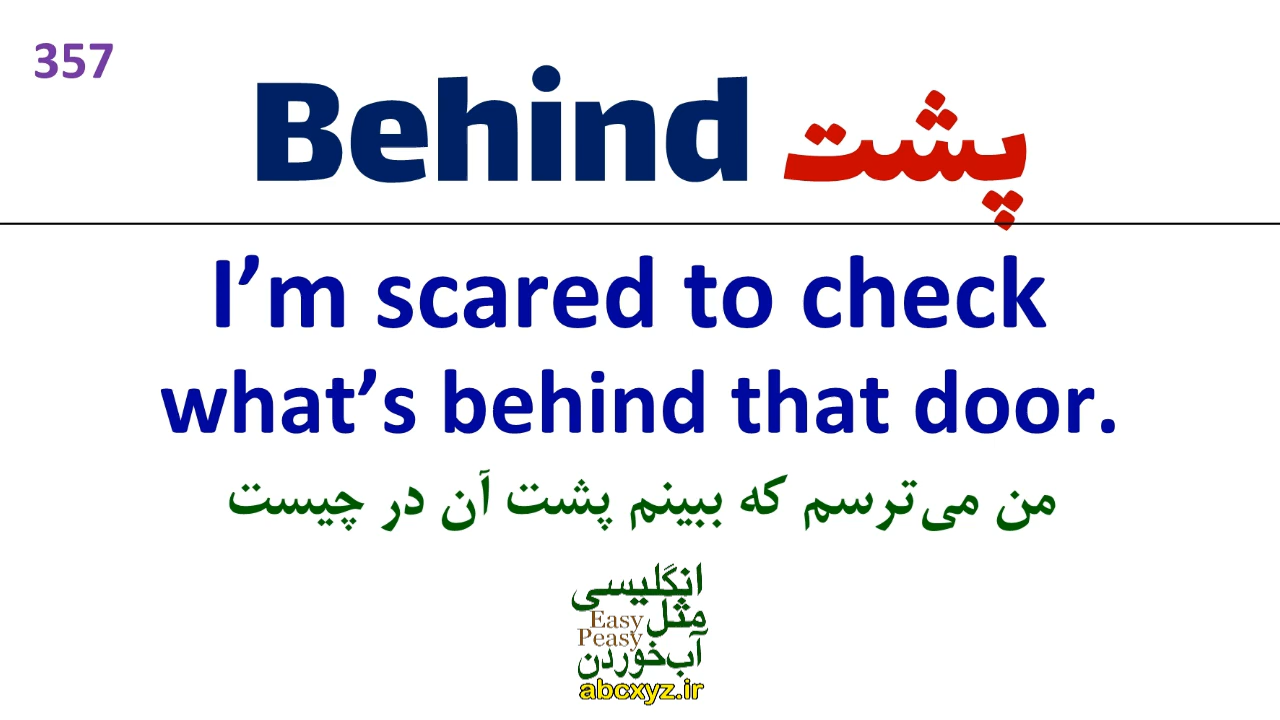 357
Behind پشت
I’m scared to check
what’s behind that door.
من می‌ترسم که ببینم پشت آن در چیست
انگلیسی
مثل
Easy
Peasy
آب‌خوردن
abcxyz.ir